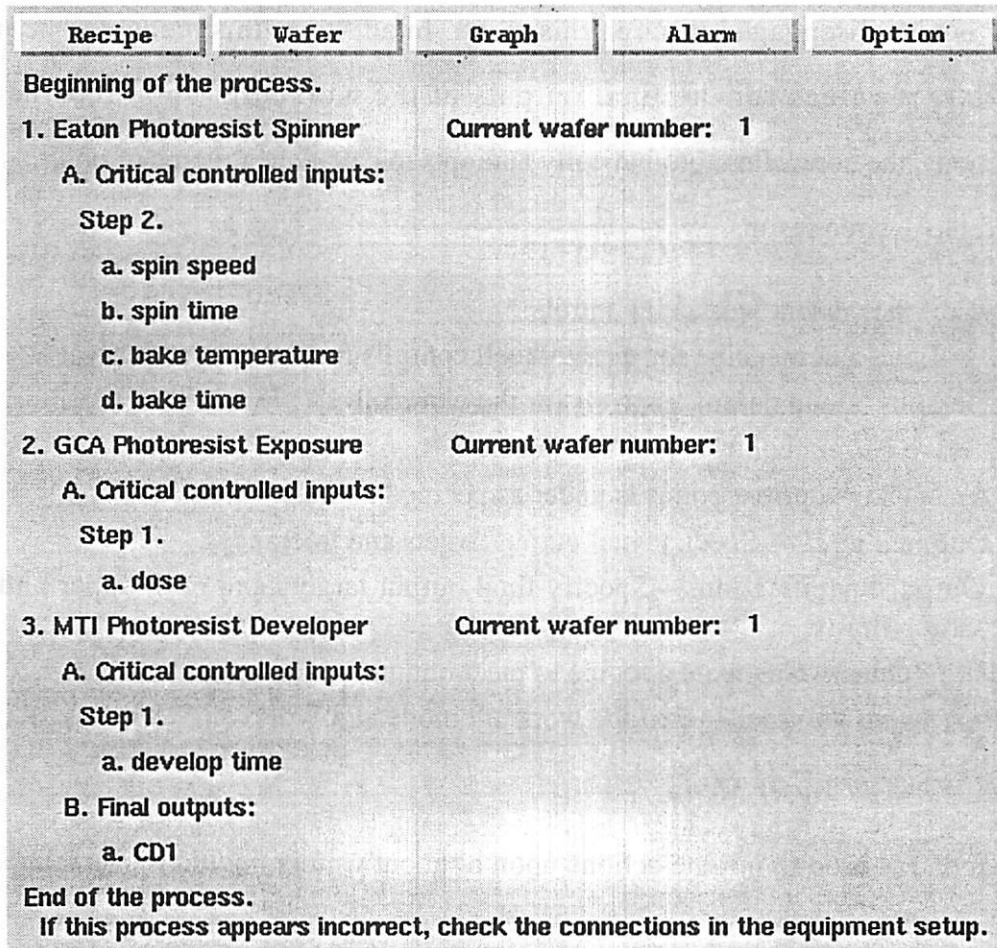 Recipe Wafer Graph Alarm Option
Beginning of the process.
1. Eaton Photoresist Spinner Current wafer number: 1
A. Critical controlled inputs:
Step 2.
a. spin speed
b. spin time
c. bake temperature
d. bake time
2. GCA Photoresist Exposure Current wafer number: 1
A. Critical controlled inputs:
Step 1.
a. dose
3. MTI Photoresist Developer Current wafer number: 1
A. Critical controlled inputs:
Step 1.
a. develop time
B. Final outputs:
a. CD1
End of the process.
If this process appears incorrect, check the connections in the equipment setup.